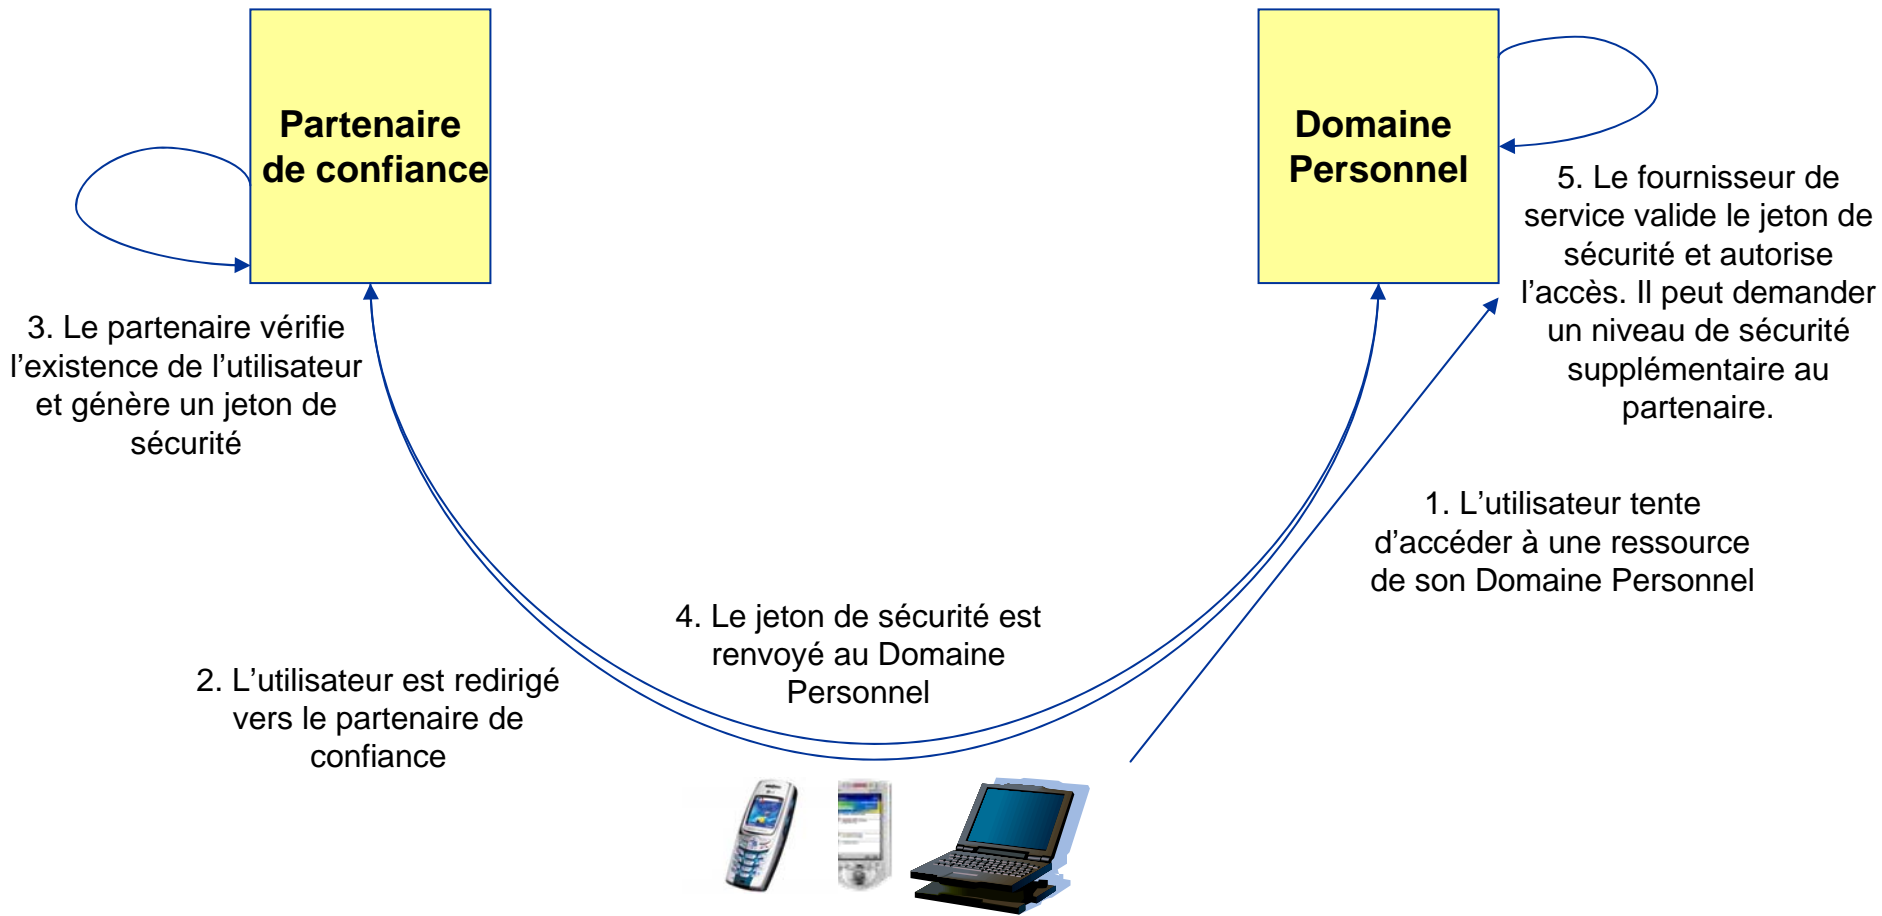 Partenaire
de confiance
Domaine
Personnel
5. Le fournisseur de
service valide le jeton de
sécurité et autorise
l’accès. Il peut demander
un niveau de sécurité
supplémentaire au
partenaire.
3. Le partenaire vérifie
l’existence de l’utilisateur
et génère un jeton de
sécurité
1. L’utilisateur tente
d’accéder à une ressource
de son Domaine Personnel
4. Le jeton de sécurité est
renvoyé au Domaine
Personnel
2. L’utilisateur est redirigé
vers le partenaire de
confiance